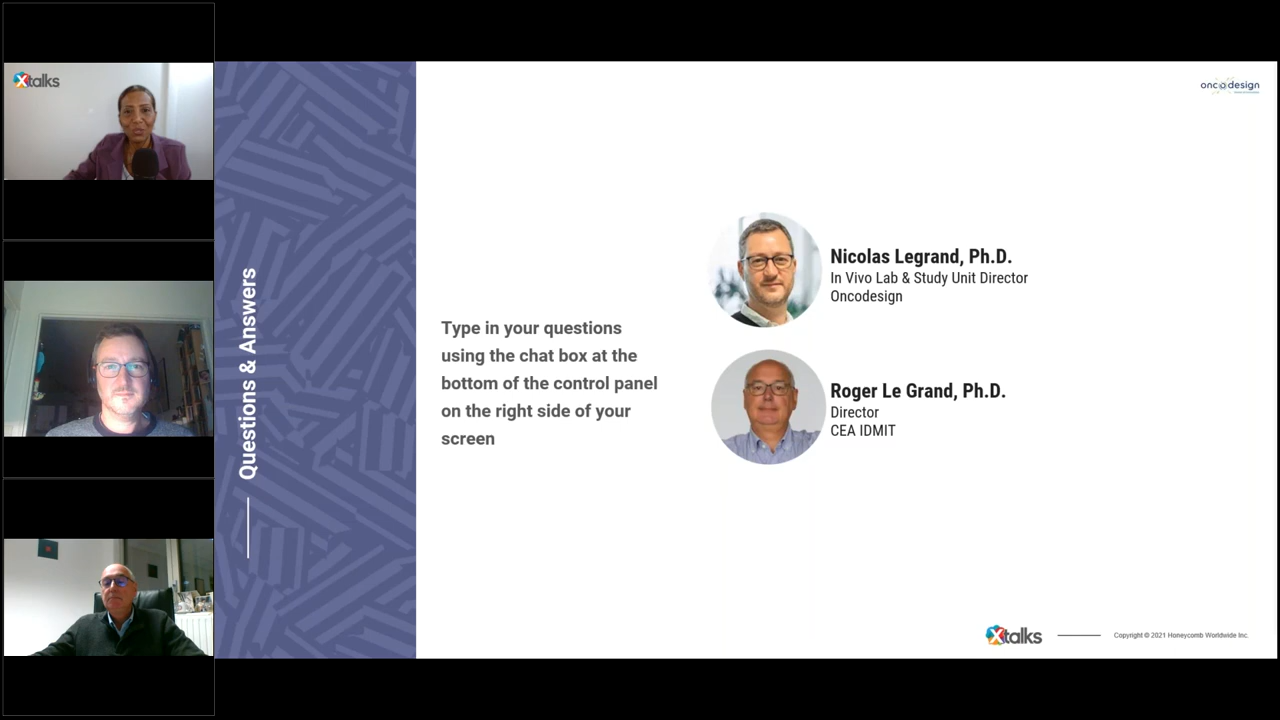 Xtalks
oncodesign
Questions & Answers
Type in your questions
using the chat box at the
bottom of the control panel
on the right side of your
screen
Nicolas Legrand, Ph.D.
In Vivo Lab & Study Unit Director
Oncodesign
Roger Le Grand, Ph.D.
Director
CEA IDMIT
Xtalks
Copyright © 2021 Honeycomb Worldwide Inc.